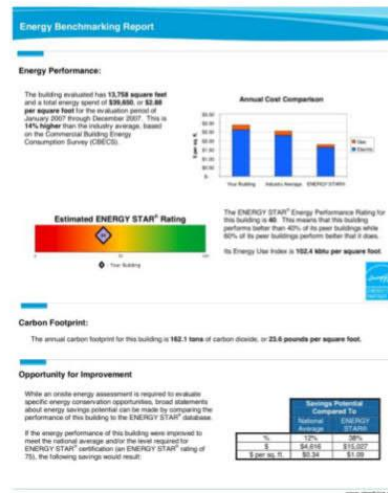 Energy Benchmarking Report
Energy Performance:
The building evaluated has 13,758 square feet
and a total energy spend of $39,650, or $2.88
per square foot for the evaluation period of
January 2007 through December 2007. This is
14% higher than the industry average, based
on the Commercial Building Energy
Consumption Survey (CBECS).
Annual Cost Comparison
$ per sq. ft.
Gas
Electric
Your Building Industry Average ENERGY STAR®
Estimated ENERGY STAR® Rating
- Your Building
The ENERGY STAR® Energy Performance Rating for
this building is 40. This means that this building
performs better than 40% of its peer buildings while
60% of its peer buildings perform better that it does.
Its Energy Use Index is 102.4 kbtu per square foot.
Carbon Footprint:
The annual carbon footprint for this building is 162.1 tons of carbon dioxide, or 23.6 pounds per square foot.
Opportunity for Improvement
While an onsite energy assessment is required to evaluate
specific energy conservation opportunities, broad statements
about energy savings potential can be made by comparing the
performance of this building to the ENERGY STAR® database.
If the energy performance of this building were improved to
meet the national average and/or the level required for
ENERGY STAR® certification (an ENERGY STAR® rating of
75), the following savings would result:
Savings Potential
Compared To
National Average ENERGY STAR®
% 12% 38%
$ $4,616 $15,027
$ per sq. ft. $0.34 $1.09